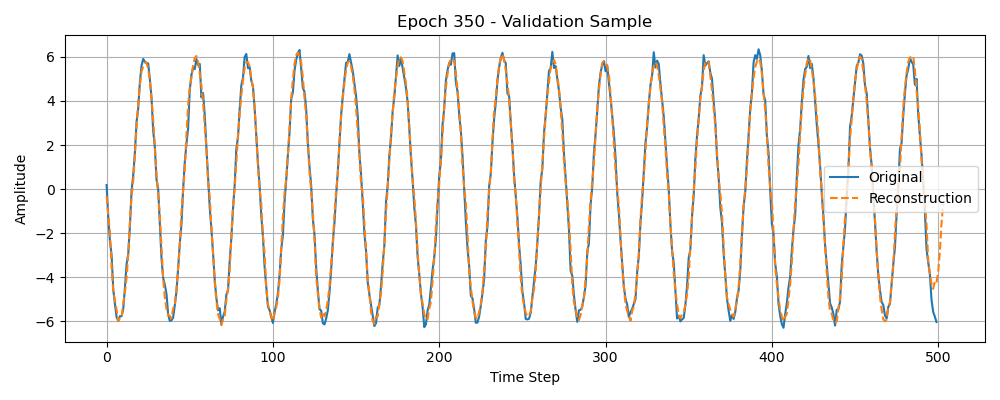 Epoch 350 - Validation Sample
Amplitude
6
4
2
0
−2
−4
−6
Original
Reconstruction
0
100
200
300
400
500
Time Step